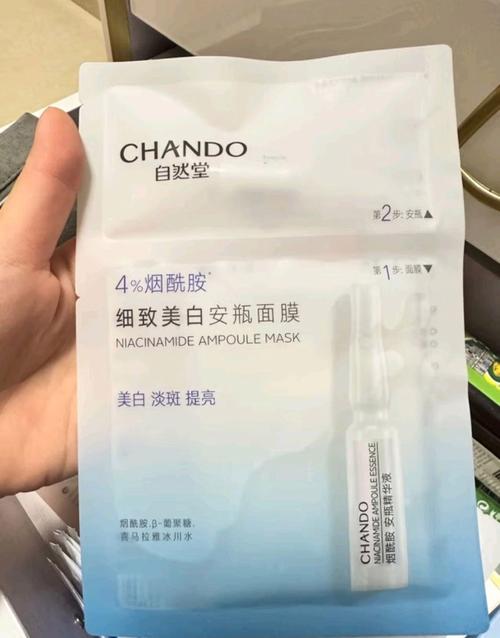 CHANDO
自然堂
第2步: 安瓶▲
4%烟酰胺*
第1步: 面膜▼
细致美白安瓶面膜
NIACINAMIDE AMPOULE MASK
美白 淡斑 提亮
CHANDO
NIACINAMIDE AMPOULE ESSENCE
烟酰胺 安瓶精华液
烟酰胺、β-葡聚糖、
喜马拉雅冰川水